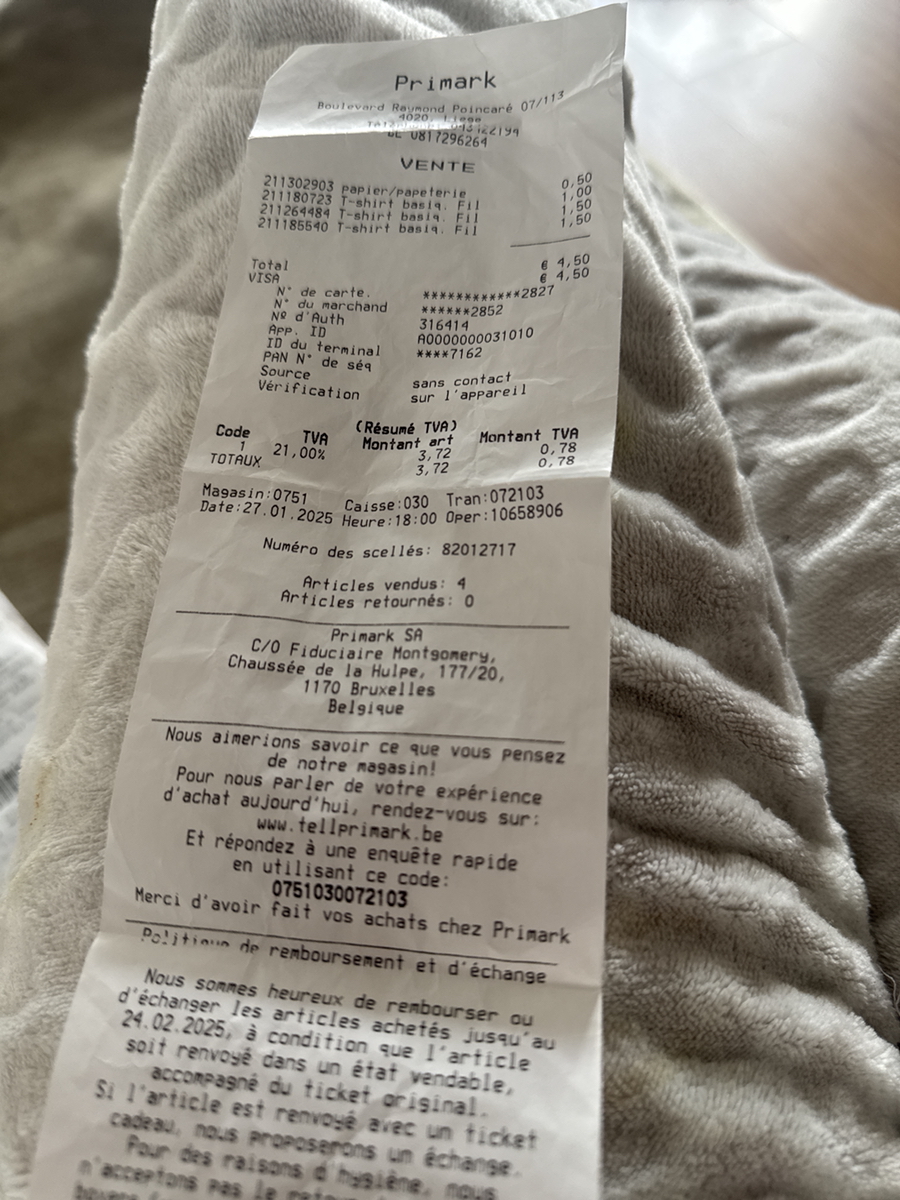 Primark
Boulevard Raymond Poincaré 07/113
4020, Liege
BE 0817296264
VENTE
211302903 papier/papeterie 0,50
211180723 T-shirt basiq. Fil 1,00
211264484 T-shirt basiq. Fil 1,50
211185540 T-shirt basiq. Fil 1,50
Total € 4,50
VISA € 4,50
N° de carte. ************2827
N° du marchand ******2852
Nº d'Auth 316414
App. ID A0000000031010
ID du terminal ****7162
PAN N° de séq
Source sans contact
Vérification sur l'appareil
(Résumé TVA)
Code TVA Montant art Montant TVA
1 21,00% 3,72 0,78
TOTAUX 3,72 0,78
Magasin:0751 Caisse:030 Tran:072103
Date:27.01.2025 Heure:18:00 Oper:10658906
Numéro des scellés: 82012717
Articles vendus: 4
Articles retournés: 0
Primark SA
C/O Fiduciaire Montgomery,
Chaussée de la Hulpe, 177/20,
1170 Bruxelles
Belgique
Nous aimerions savoir ce que vous pensez
de notre magasin!
Pour nous parler de votre expérience
d'achat aujourd'hui, rendez-vous sur:
www.tellprimark.be
Et répondez à une enquête rapide
en utilisant ce code:
0751030072103
Merci d'avoir fait vos achats chez Primark
Politique de remboursement et d'échange
Nous sommes heureux de rembourser ou
d'échanger les articles achetés jusqu'au
24.02.2025, à condition que l'article
soit renvoyé dans un état vendable,
accompagné du ticket original.
Si l'article est renvoyé avec un ticket
cadeau, nous proposerons un échange.
Pour des raisons d'hygiène, nous
n'acceptons pas le retour